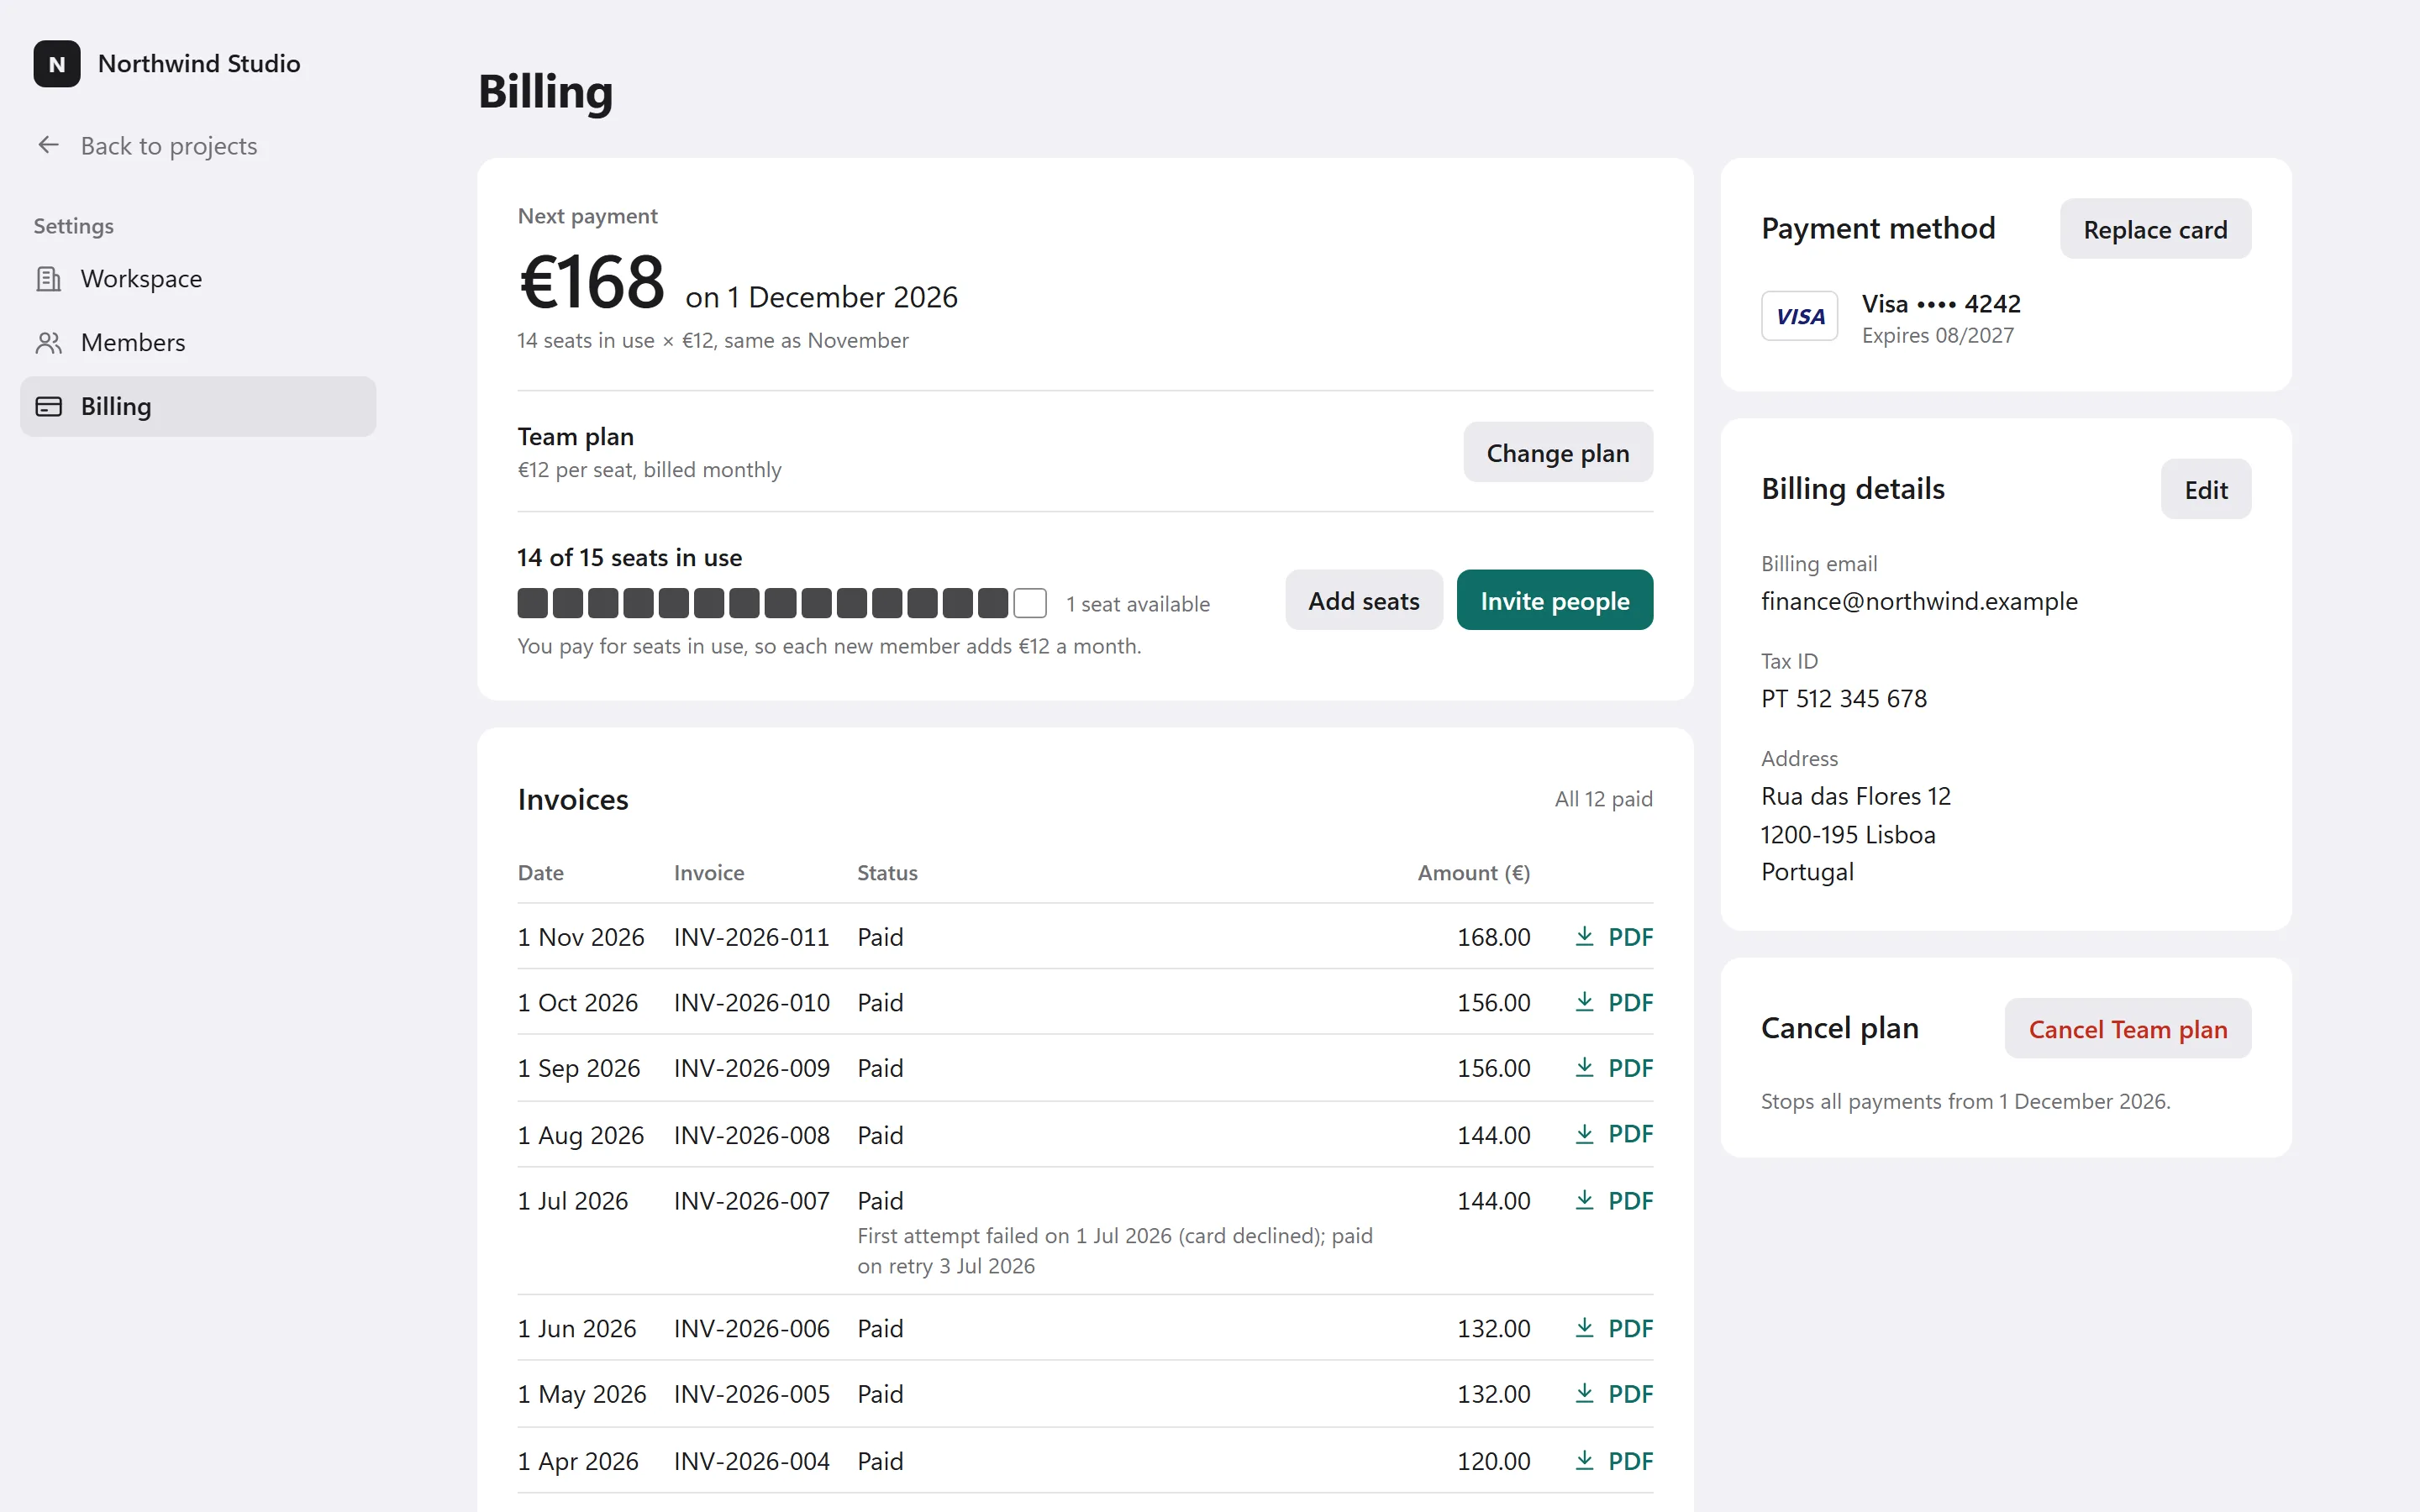 N Northwind Studio
Back to projects
Settings
Workspace
Members
Billing
Billing
Next payment
€168 on 1 December 2026
14 seats in use × €12, same as November
Team plan
€12 per seat, billed monthly
Change plan
14 of 15 seats in use
1 seat available
Add seats
Invite people
You pay for seats in use, so each new member adds €12 a month.
Invoices
All 12 paid
Date Invoice Status Amount (€)
1 Nov 2026 INV-2026-011 Paid 168.00 PDF
1 Oct 2026 INV-2026-010 Paid 156.00 PDF
1 Sep 2026 INV-2026-009 Paid 156.00 PDF
1 Aug 2026 INV-2026-008 Paid 144.00 PDF
1 Jul 2026 INV-2026-007 Paid 144.00 PDF
First attempt failed on 1 Jul 2026 (card declined); paid
on retry 3 Jul 2026
1 Jun 2026 INV-2026-006 Paid 132.00 PDF
1 May 2026 INV-2026-005 Paid 132.00 PDF
1 Apr 2026 INV-2026-004 Paid 120.00 PDF
Payment method
Replace card
VISA
Visa •••• 4242
Expires 08/2027
Billing details
Edit
Billing email
finance@northwind.example
Tax ID
PT 512 345 678
Address
Rua das Flores 12
1200-195 Lisboa
Portugal
Cancel plan
Cancel Team plan
Stops all payments from 1 December 2026.